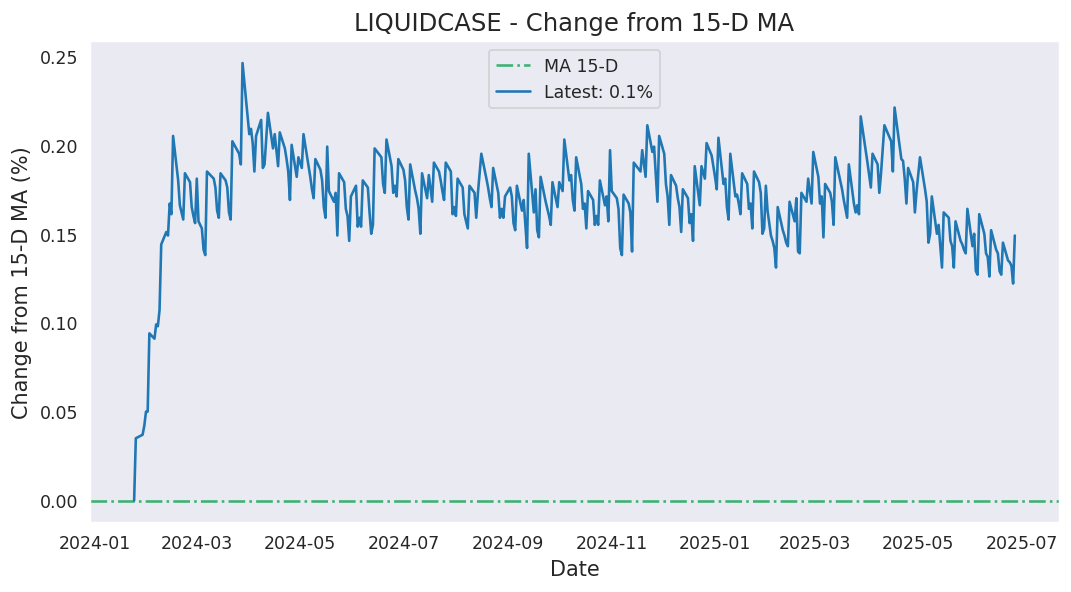 LIQUIDCASE - Change from 15-D MA
MA 15-D
Latest: 0.1%
Change from 15-D MA (%)
0.25
0.20
0.15
0.10
0.05
0.00
2024-01 2024-03 2024-05 2024-07 2024-09 2024-11 2025-01 2025-03 2025-05 2025-07
Date